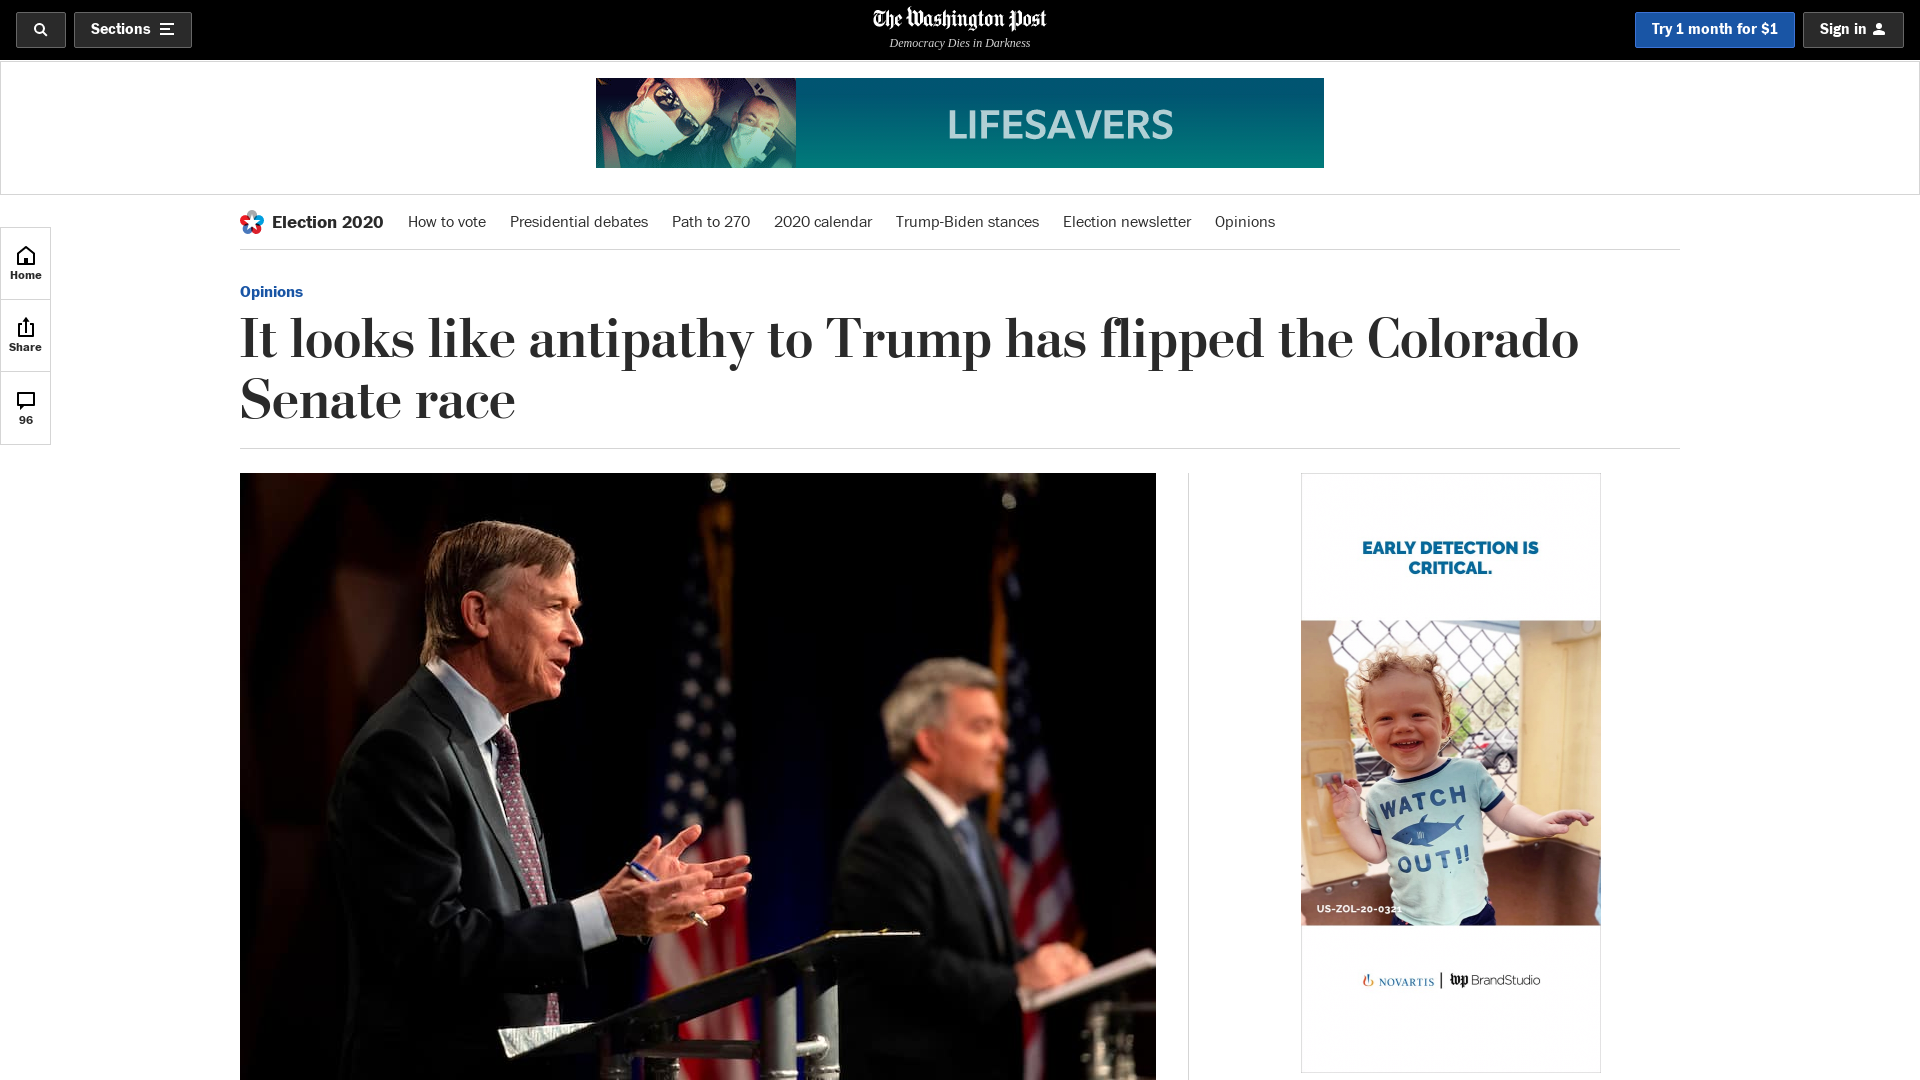 Sections
The Washington Post
Democracy Dies in Darkness
Try 1 month for $1
Sign in
LIFESAVERS
Election 2020
How to vote
Presidential debates
Path to 270
2020 calendar
Trump-Biden stances
Election newsletter
Opinions
Home
Share
96
Opinions
It looks like antipathy to Trump has flipped the Colorado
Senate race
EARLY DETECTION IS
CRITICAL.
WATCH
OUT!!
US-ZOL-20-0321
NOVARTIS | wp BrandStudio